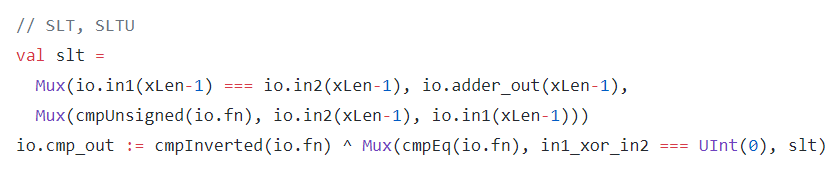 // SLT, SLTU
val slt =
  Mux(io.in1(xLen-1) === io.in2(xLen-1), io.adder_out(xLen-1),
  Mux(cmpUnsigned(io.fn), io.in2(xLen-1), io.in1(xLen-1)))
io.cmp_out := cmpInverted(io.fn) ^ Mux(cmpEq(io.fn), in1_xor_in2 === UInt(0), slt)